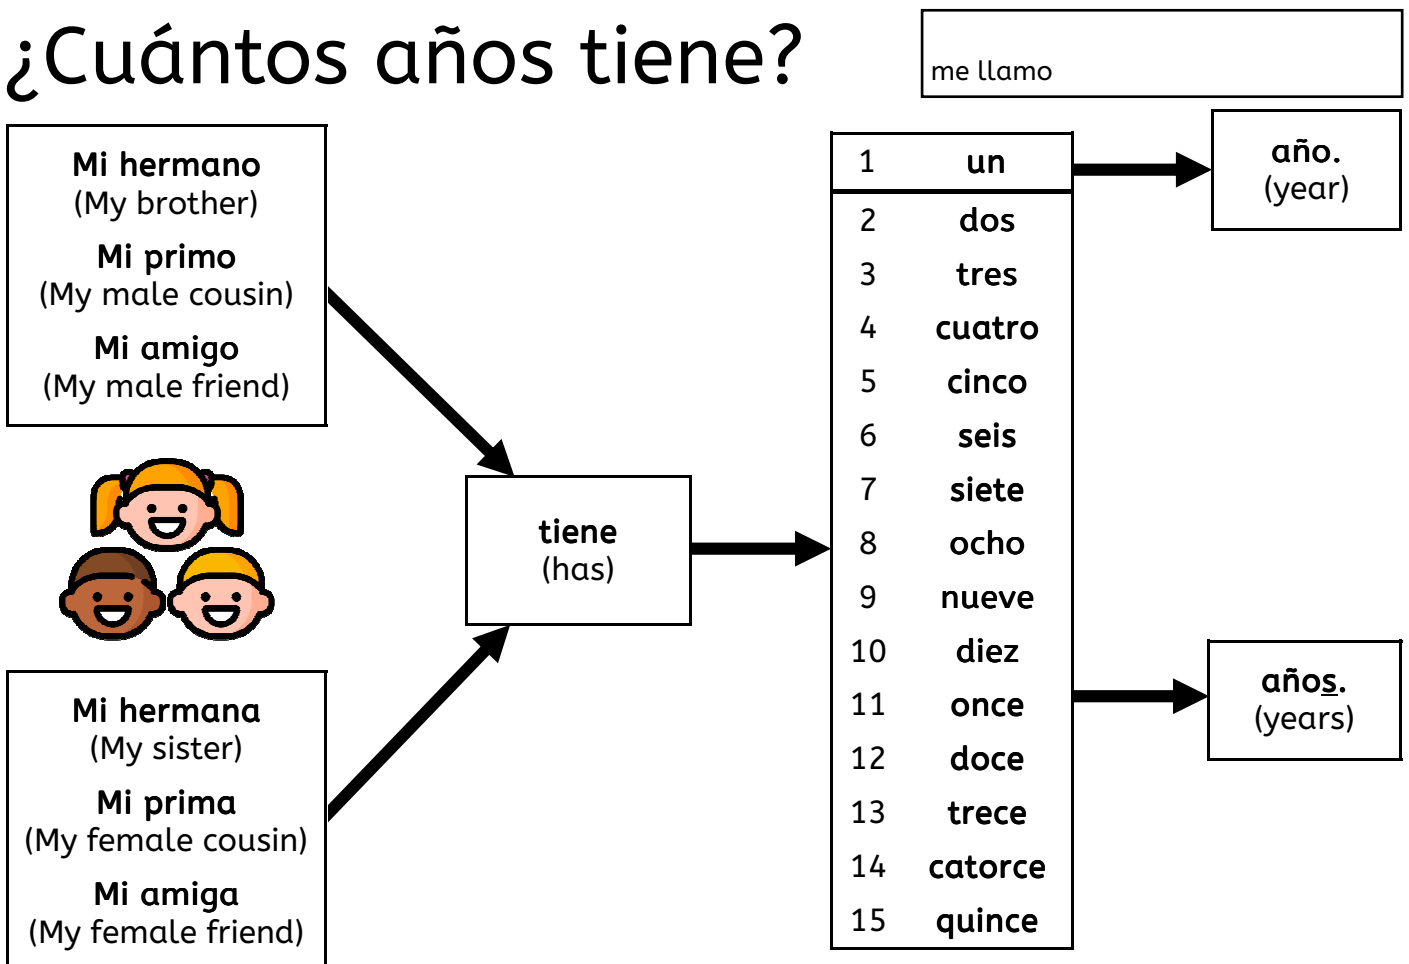 ¿Cuántos años tiene?
me llamo
Mi hermano
(My brother)
Mi primo
(My male cousin)
Mi amigo
(My male friend)
Mi hermana
(My sister)
Mi prima
(My female cousin)
Mi amiga
(My female friend)
tiene
(has)
1 un
2 dos
3 tres
4 cuatro
5 cinco
6 seis
7 siete
8 ocho
9 nueve
10 diez
11 once
12 doce
13 trece
14 catorce
15 quince
año.
(year)
años.
(years)